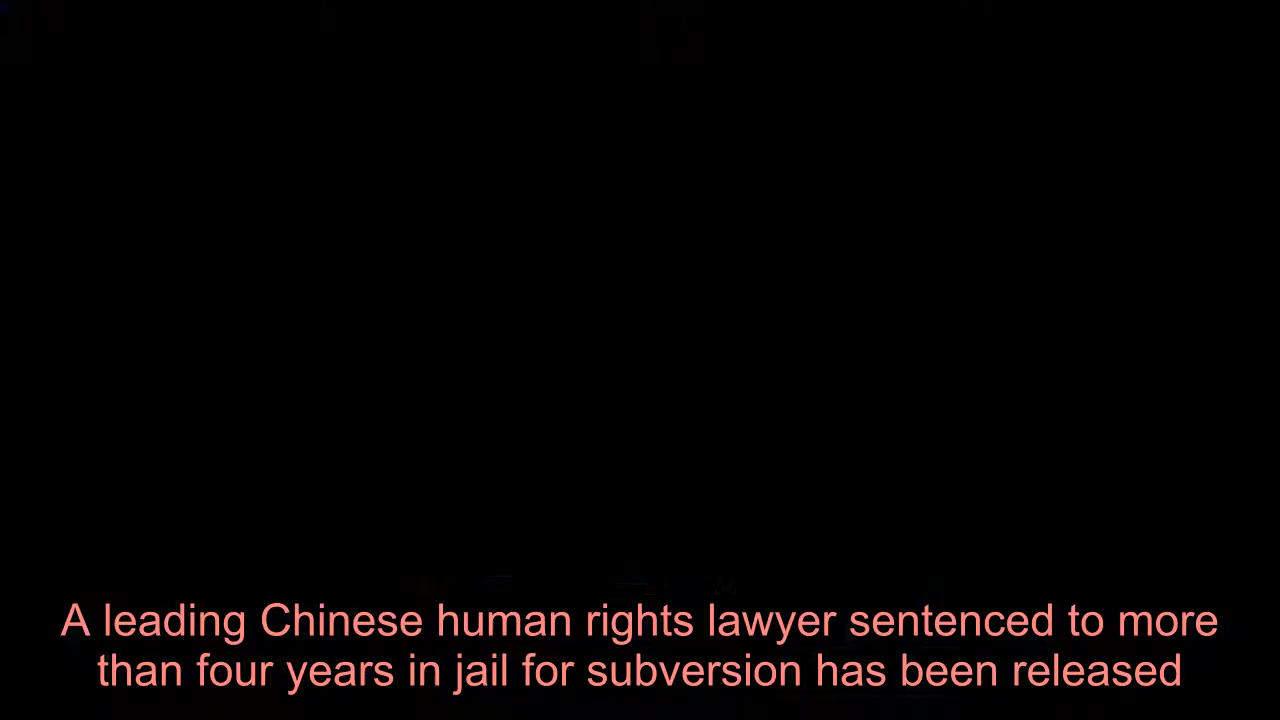 A leading Chinese human rights lawyer sentenced to more
than four years in jail for subversion has been released